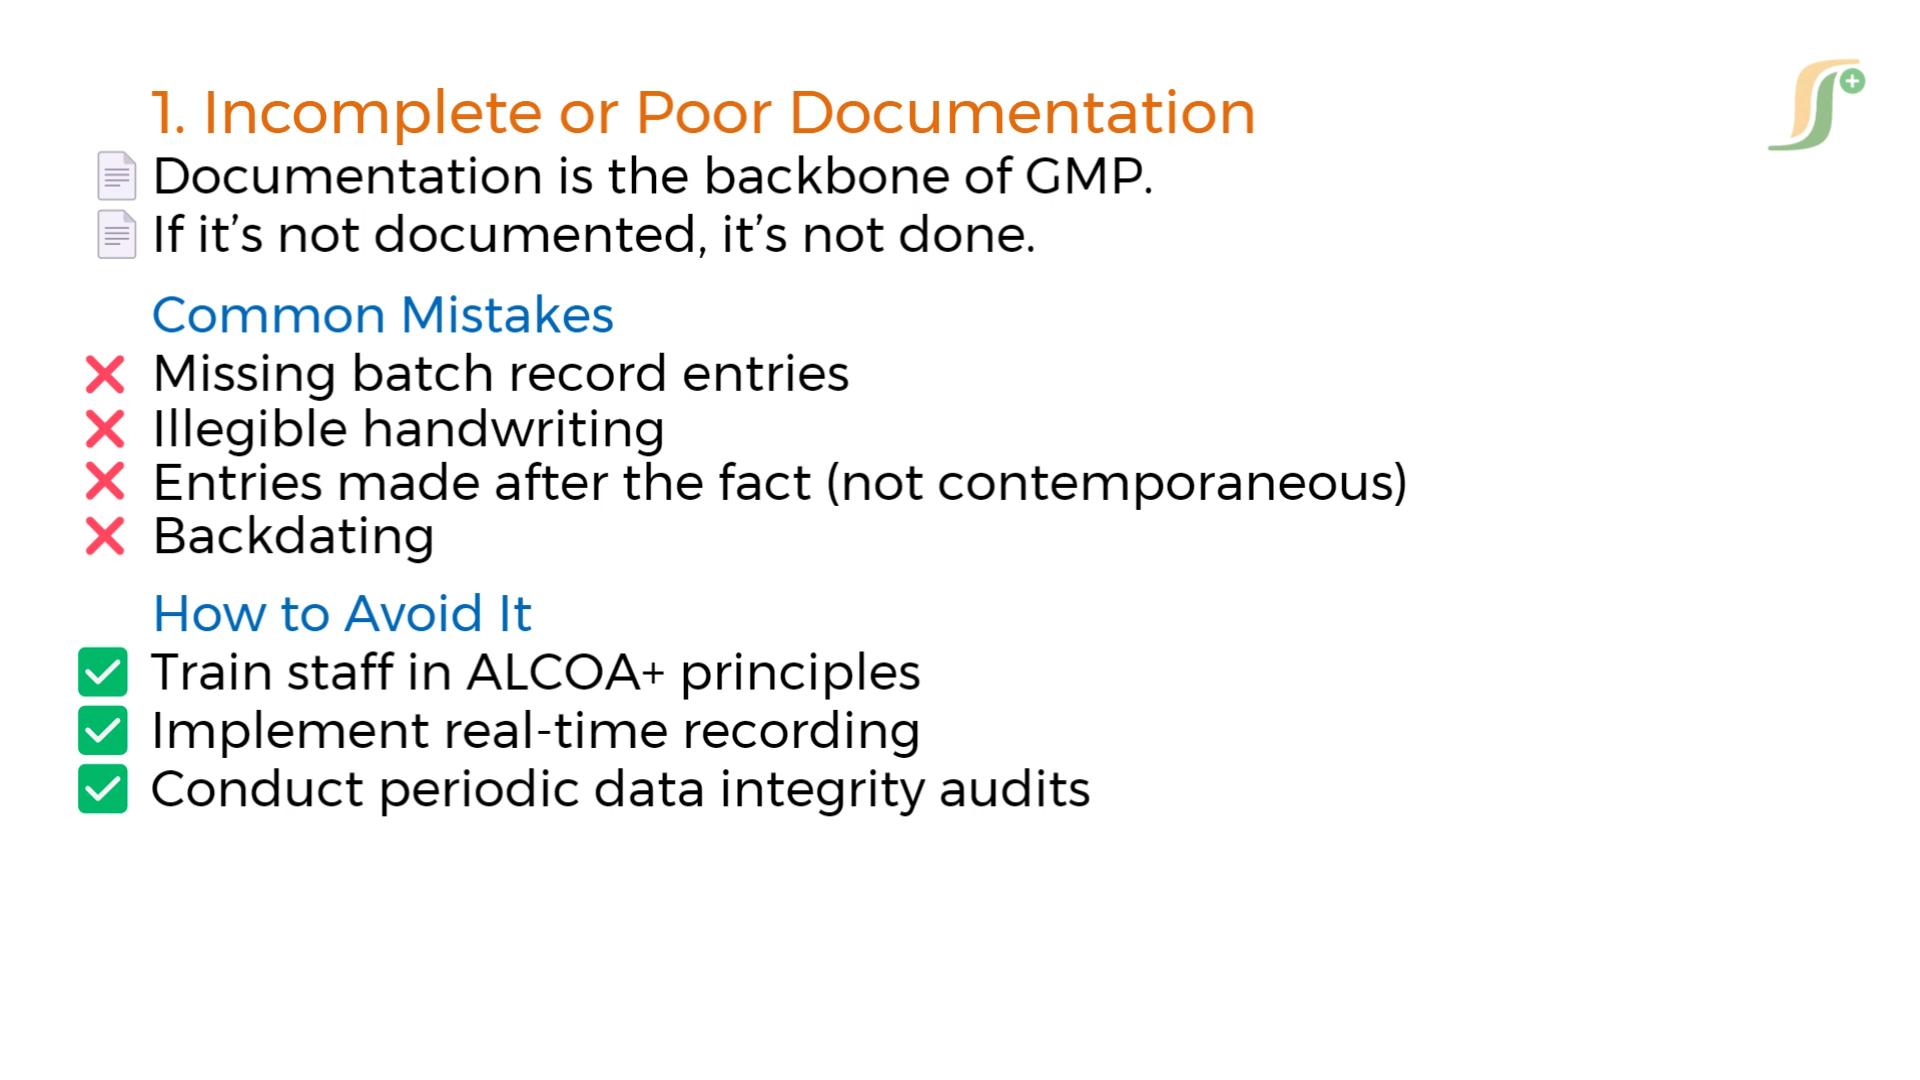 1. Incomplete or Poor Documentation
Documentation is the backbone of GMP.
If it’s not documented, it’s not done.
Common Mistakes
Missing batch record entries
Illegible handwriting
Entries made after the fact (not contemporaneous)
Backdating
How to Avoid It
Train staff in ALCOA+ principles
Implement real-time recording
Conduct periodic data integrity audits